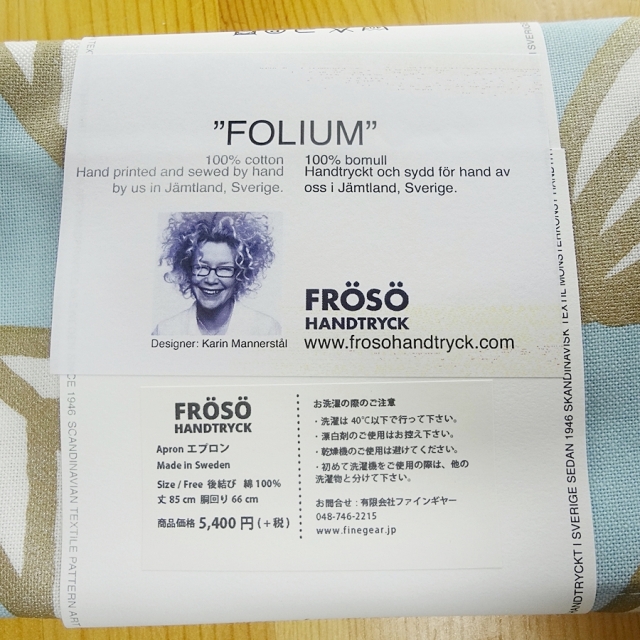 "FOLIUM"
100% cotton
Hand printed and sewed by hand
by us in Jämtland, Sverige.
100% bomull
Handtryckt och sydd för hand av
oss i Jämtland, Sverige.
Designer: Karin Mannerstål
FRÖSÖ
HANDTRYCK
www.frosohandtryck.com
FRÖSÖ
HANDTRYCK
Apron エプロン
Made in Sweden
Size / Free 後結び 綿100%
丈 85 cm 胴回り 66 cm
商品価格 5,400 円 (+税)
お洗濯の際のご注意
・洗濯は 40℃以下で行って下さい。
・漂白剤のご使用はお控え下さい。
・乾燥機のご使用は避けてください。
・初めて洗濯機をご使用の際は、他の
洗濯物と分けて下さい。
お問合せ : 有限会社ファインギヤー
048-746-2215
www.finegear.jp
1946 SCANDINAVIAN TEXTILE PATTERN ART
HANDTRYCKT I SVERIGE SEDAN 1946 SKANDINAVISK TEXTIL MÖNSTERKONST